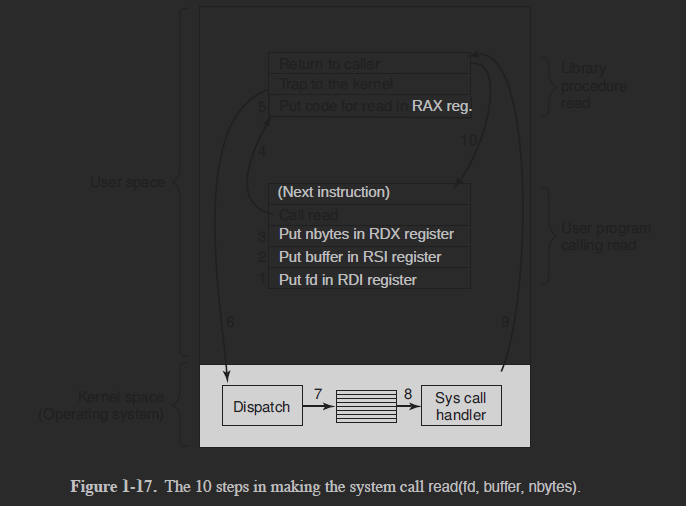 Return to caller
Trap to the kernel
5 Put code for read in RAX reg.
Library
procedure
read
10
4
User space
(Next instruction)
Call read
3 Put nbytes in RDX register
2 Put buffer in RSI register
1 Put fd in RDI register
User program
calling read
6
9
Kernel space
(Operating system)
Dispatch
7
8
Sys call
handler
Figure 1-17. The 10 steps in making the system call read(fd, buffer, nbytes).